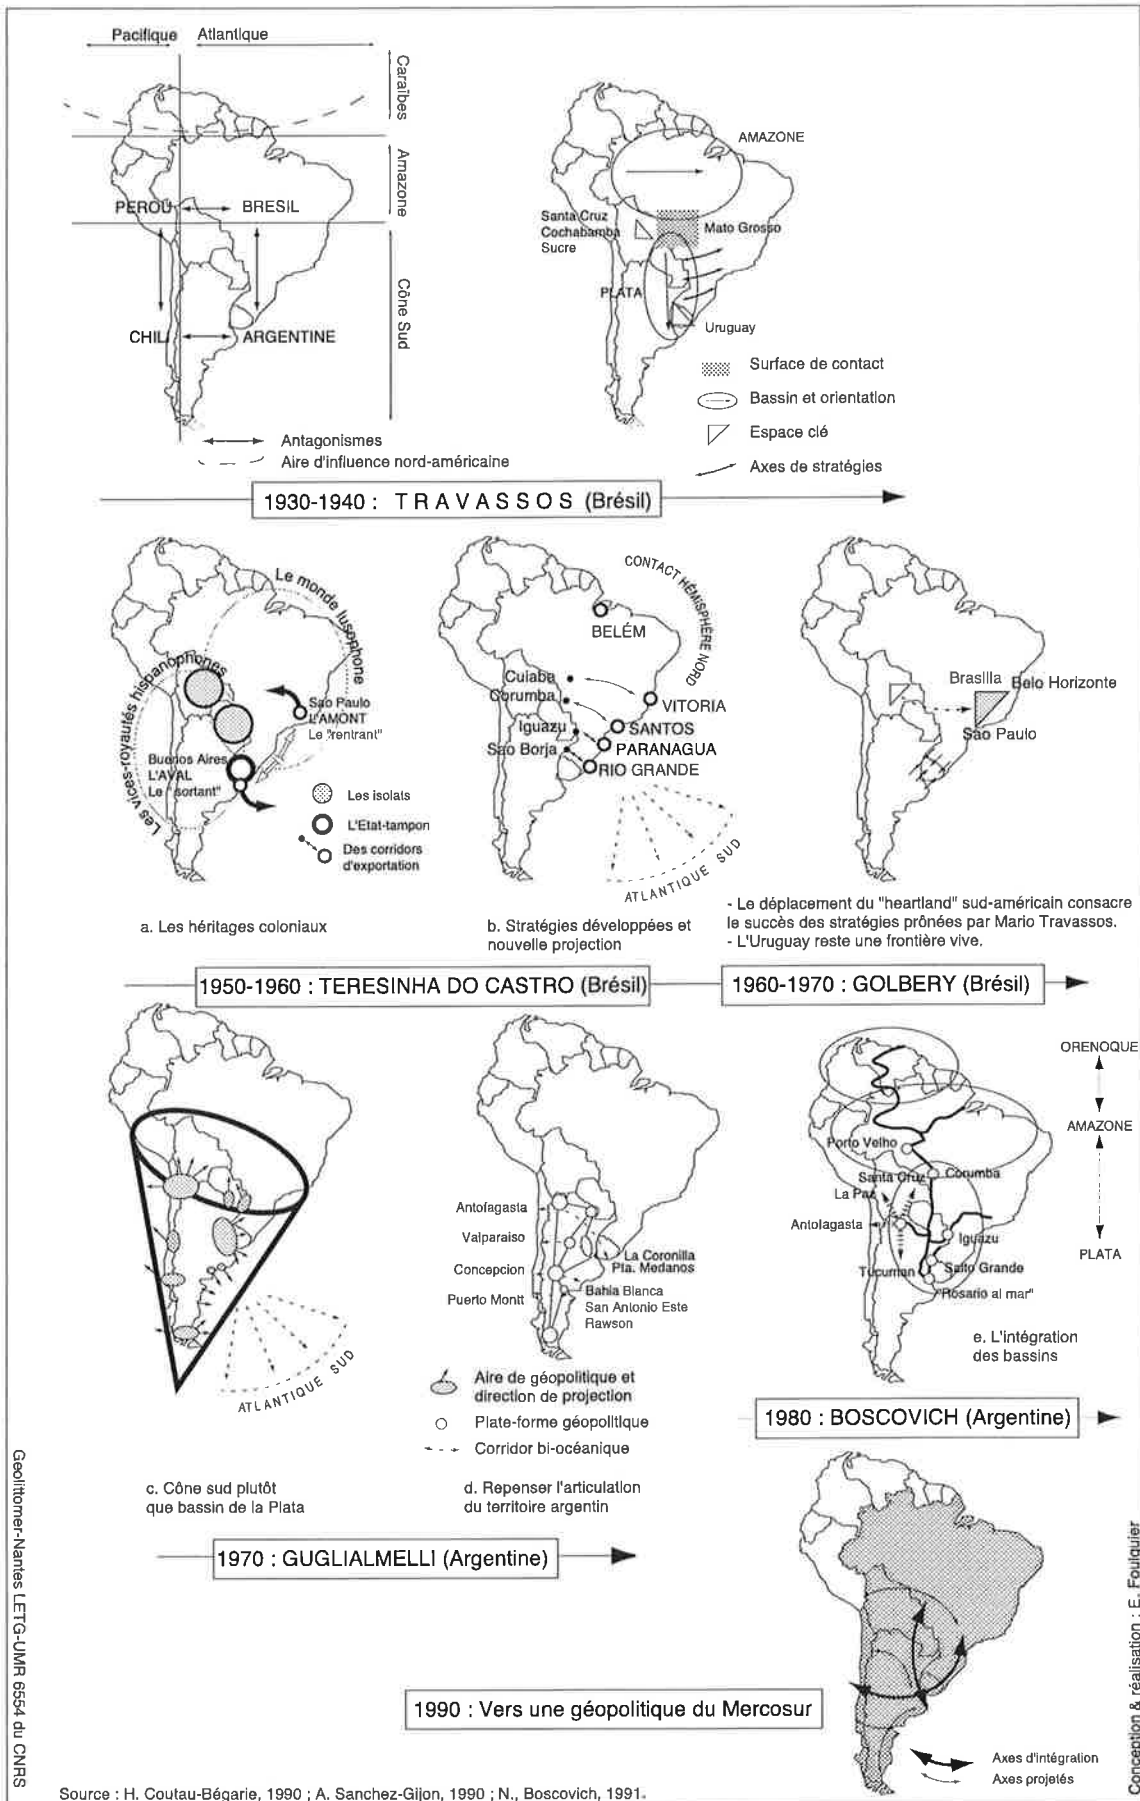 Pacifique
Atlantique
Caraïbes
Amazone
Cône Sud
PEROU
BRESIL
CHILI
ARGENTINE
Antagonismes
Aire d'influence nord-américaine
AMAZONE
Santa Cruz
Cochabamba
Sucre
Mato Grosso
PLATA
Uruguay
Surface de contact
Bassin et orientation
Espace clé
Axes de stratégies
1930-1940 : TRAVASSOS (Brésil)
Le monde lusophone
Les vices-royautés hispanophones
Sao Paulo
L'AMONT
Le "rentrant"
Buenos Aires
L'AVAL
Le "sortant"
Les isolats
L'Etat-tampon
Des corridors
d'exportation
a. Les héritages coloniaux
CONTACT HÉMISPHÈRE NORD
BELÉM
Cuiaba
Corumba
Iguazu
Sao Borja
VITORIA
SANTOS
PARANAGUA
RIO GRANDE
ATLANTIQUE SUD
b. Stratégies développées et
nouvelle projection
Brasilia
Belo Horizonte
São Paulo
- Le déplacement du "heartland" sud-américain consacre
le succès des stratégies prônées par Mario Travassos.
- L'Uruguay reste une frontière vive.
1950-1960 : TERESINHA DO CASTRO (Brésil)
1960-1970 : GOLBERY (Brésil)
ATLANTIQUE SUD
c. Cône sud plutôt
que bassin de la Plata
Antofagasta
Valparaiso
Concepcion
Puerto Montt
La Coronilla
Pta. Medanos
Bahia Blanca
San Antonio Este
Rawson
Aire de géopolitique et
direction de projection
Plate-forme géopolitique
Corridor bi-océanique
d. Repenser l'articulation
du territoire argentin
ORENOQUE
AMAZONE
PLATA
Porto Velho
Santa Cruz
Corumba
La Paz
Antofagasta
Iguazu
Tucuman
Salto Grande
"Rosario al mar"
e. L'intégration
des bassins
1980 : BOSCOVICH (Argentine)
1970 : GUGLIALMELLI (Argentine)
1990 : Vers une géopolitique du Mercosur
Axes d'intégration
Axes projetés
Geolittomer-Nantes LETG-UMR 6554 du CNRS
Conception & réalisation : E. Foulquier
Source : H. Coutau-Bégarie, 1990 ; A. Sanchez-Gijon, 1990 ; N., Boscovich, 1991.